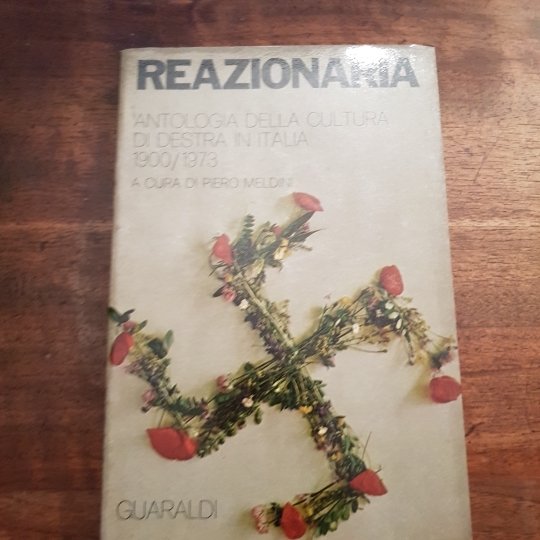 REAZIONARIA
ANTOLOGIA DELLA CULTURA
DI DESTRA IN ITALIA
1900/1973
A CURA DI PIERO MELDINI
GUARALDI